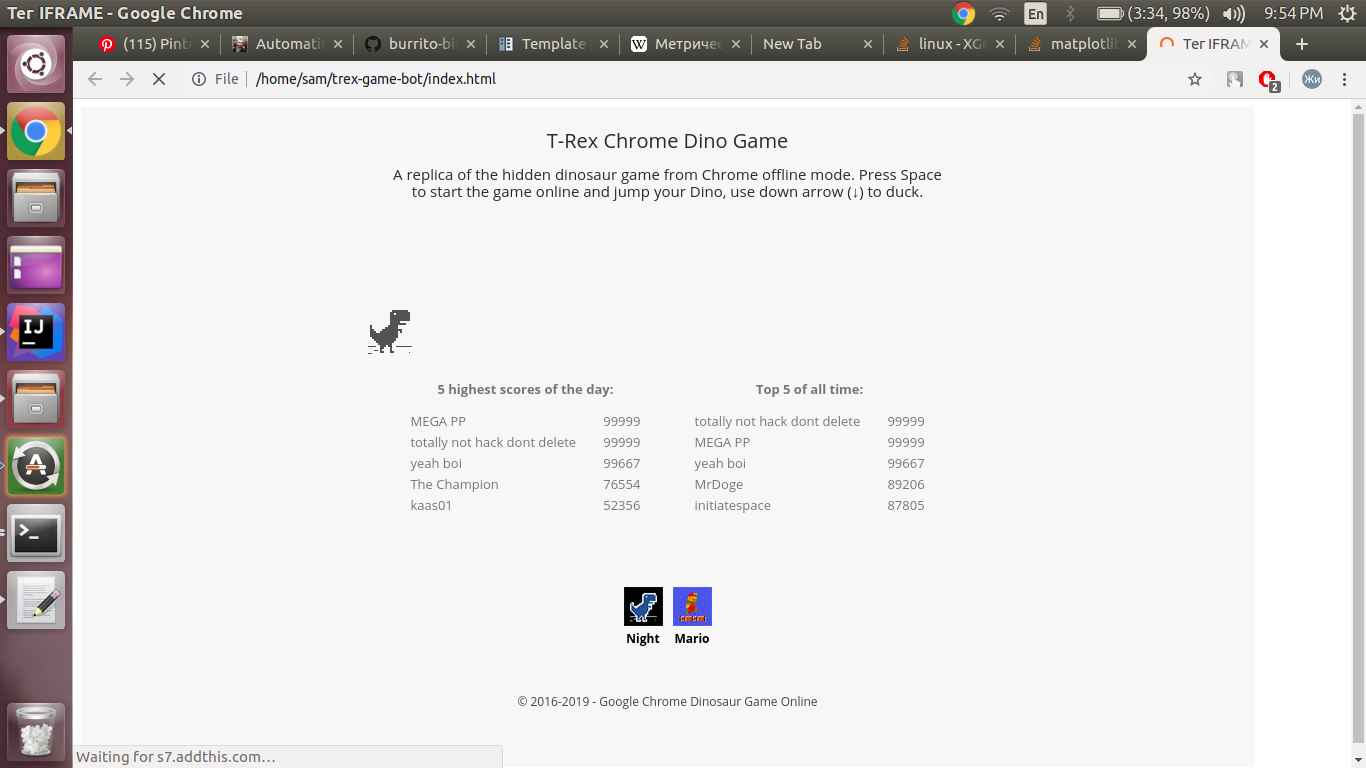 Ter IFRAME - Google Chrome
En
(3:34, 98%)
9:54 PM
(115) Pint
Automati
burrito-bi
Template
Метричес
New Tab
linux - XGe
matplotli
Ter IFRAM
File
/home/sam/trex-game-bot/index.html
2
Жи
T-Rex Chrome Dino Game
A replica of the hidden dinosaur game from Chrome offline mode. Press Space
to start the game online and jump your Dino, use down arrow (↓) to duck.
5 highest scores of the day:
MEGA PP 99999
totally not hack dont delete 99999
yeah boi 99667
The Champion 76554
kaas01 52356
Top 5 of all time:
totally not hack dont delete 99999
MEGA PP 99999
yeah boi 99667
MrDoge 89206
initiatespace 87805
Night
Mario
© 2016-2019 - Google Chrome Dinosaur Game Online
Waiting for s7.addthis.com…
IJ
A
>_